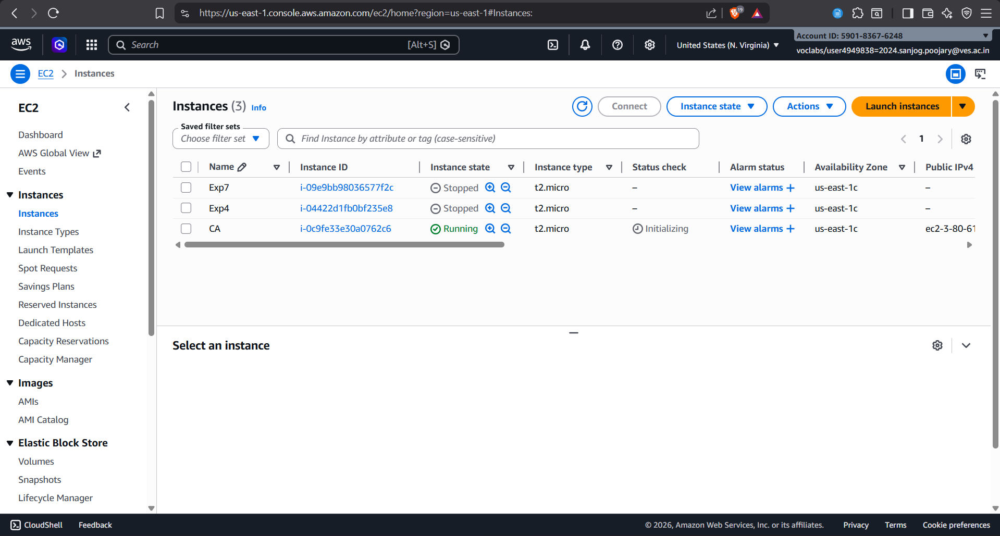 https://us-east-1.console.aws.amazon.com/ec2/home?region=us-east-1#Instances:
19
aws
Search
[Alt+S]
United States (N. Virginia)
Account ID: 5901-8367-6248
voclabs/user4949838=2024.sanjog.poojary@ves.ac.in
EC2
Instances
EC2
Dashboard
AWS Global View
Events
Instances
Instances
Instance Types
Launch Templates
Spot Requests
Savings Plans
Reserved Instances
Dedicated Hosts
Capacity Reservations
Capacity Manager
Images
AMIs
AMI Catalog
Elastic Block Store
Volumes
Snapshots
Lifecycle Manager
Instances (3) Info
Connect
Instance state
Actions
Launch instances
Saved filter sets
Choose filter set
Find Instance by attribute or tag (case-sensitive)
1
Name Instance ID Instance state Instance type Status check Alarm status Availability Zone Public IPv4
Exp7 i-09e9bb98036577f2c Stopped t2.micro – View alarms + us-east-1c –
Exp4 i-04422d1fb0bf235e8 Stopped t2.micro – View alarms + us-east-1c –
CA i-0c9fe33e30a0762c6 Running t2.micro Initializing View alarms + us-east-1c ec2-3-80-61
Select an instance
CloudShell
Feedback
© 2026, Amazon Web Services, Inc. or its affiliates.
Privacy
Terms
Cookie preferences